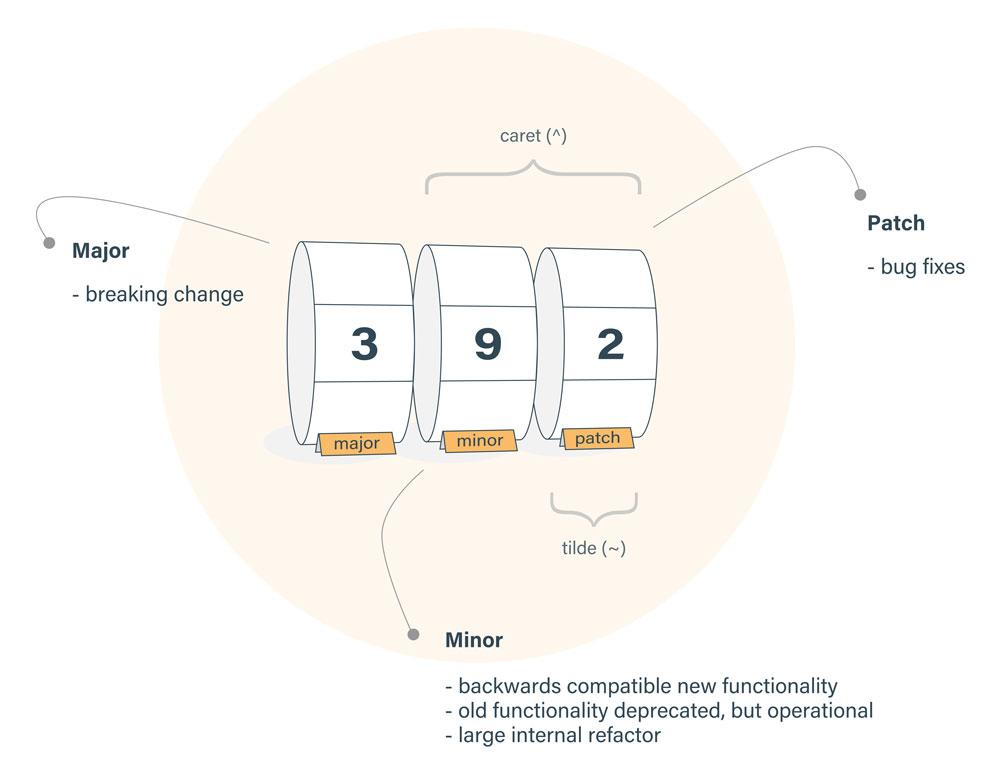 caret (^)
Major
- breaking change
Patch
- bug fixes
3 9 2
major minor patch
tilde (~)
Minor
- backwards compatible new functionality
- old functionality deprecated, but operational
- large internal refactor